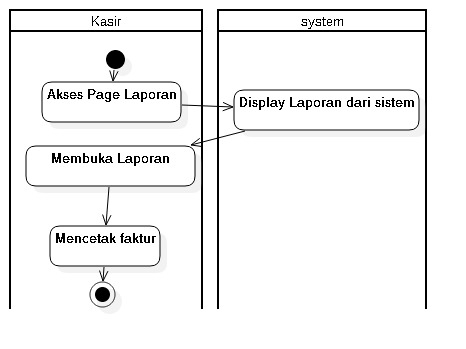 Kasir
system
Akses Page Laporan
Display Laporan dari sistem
Membuka Laporan
Mencetak faktur